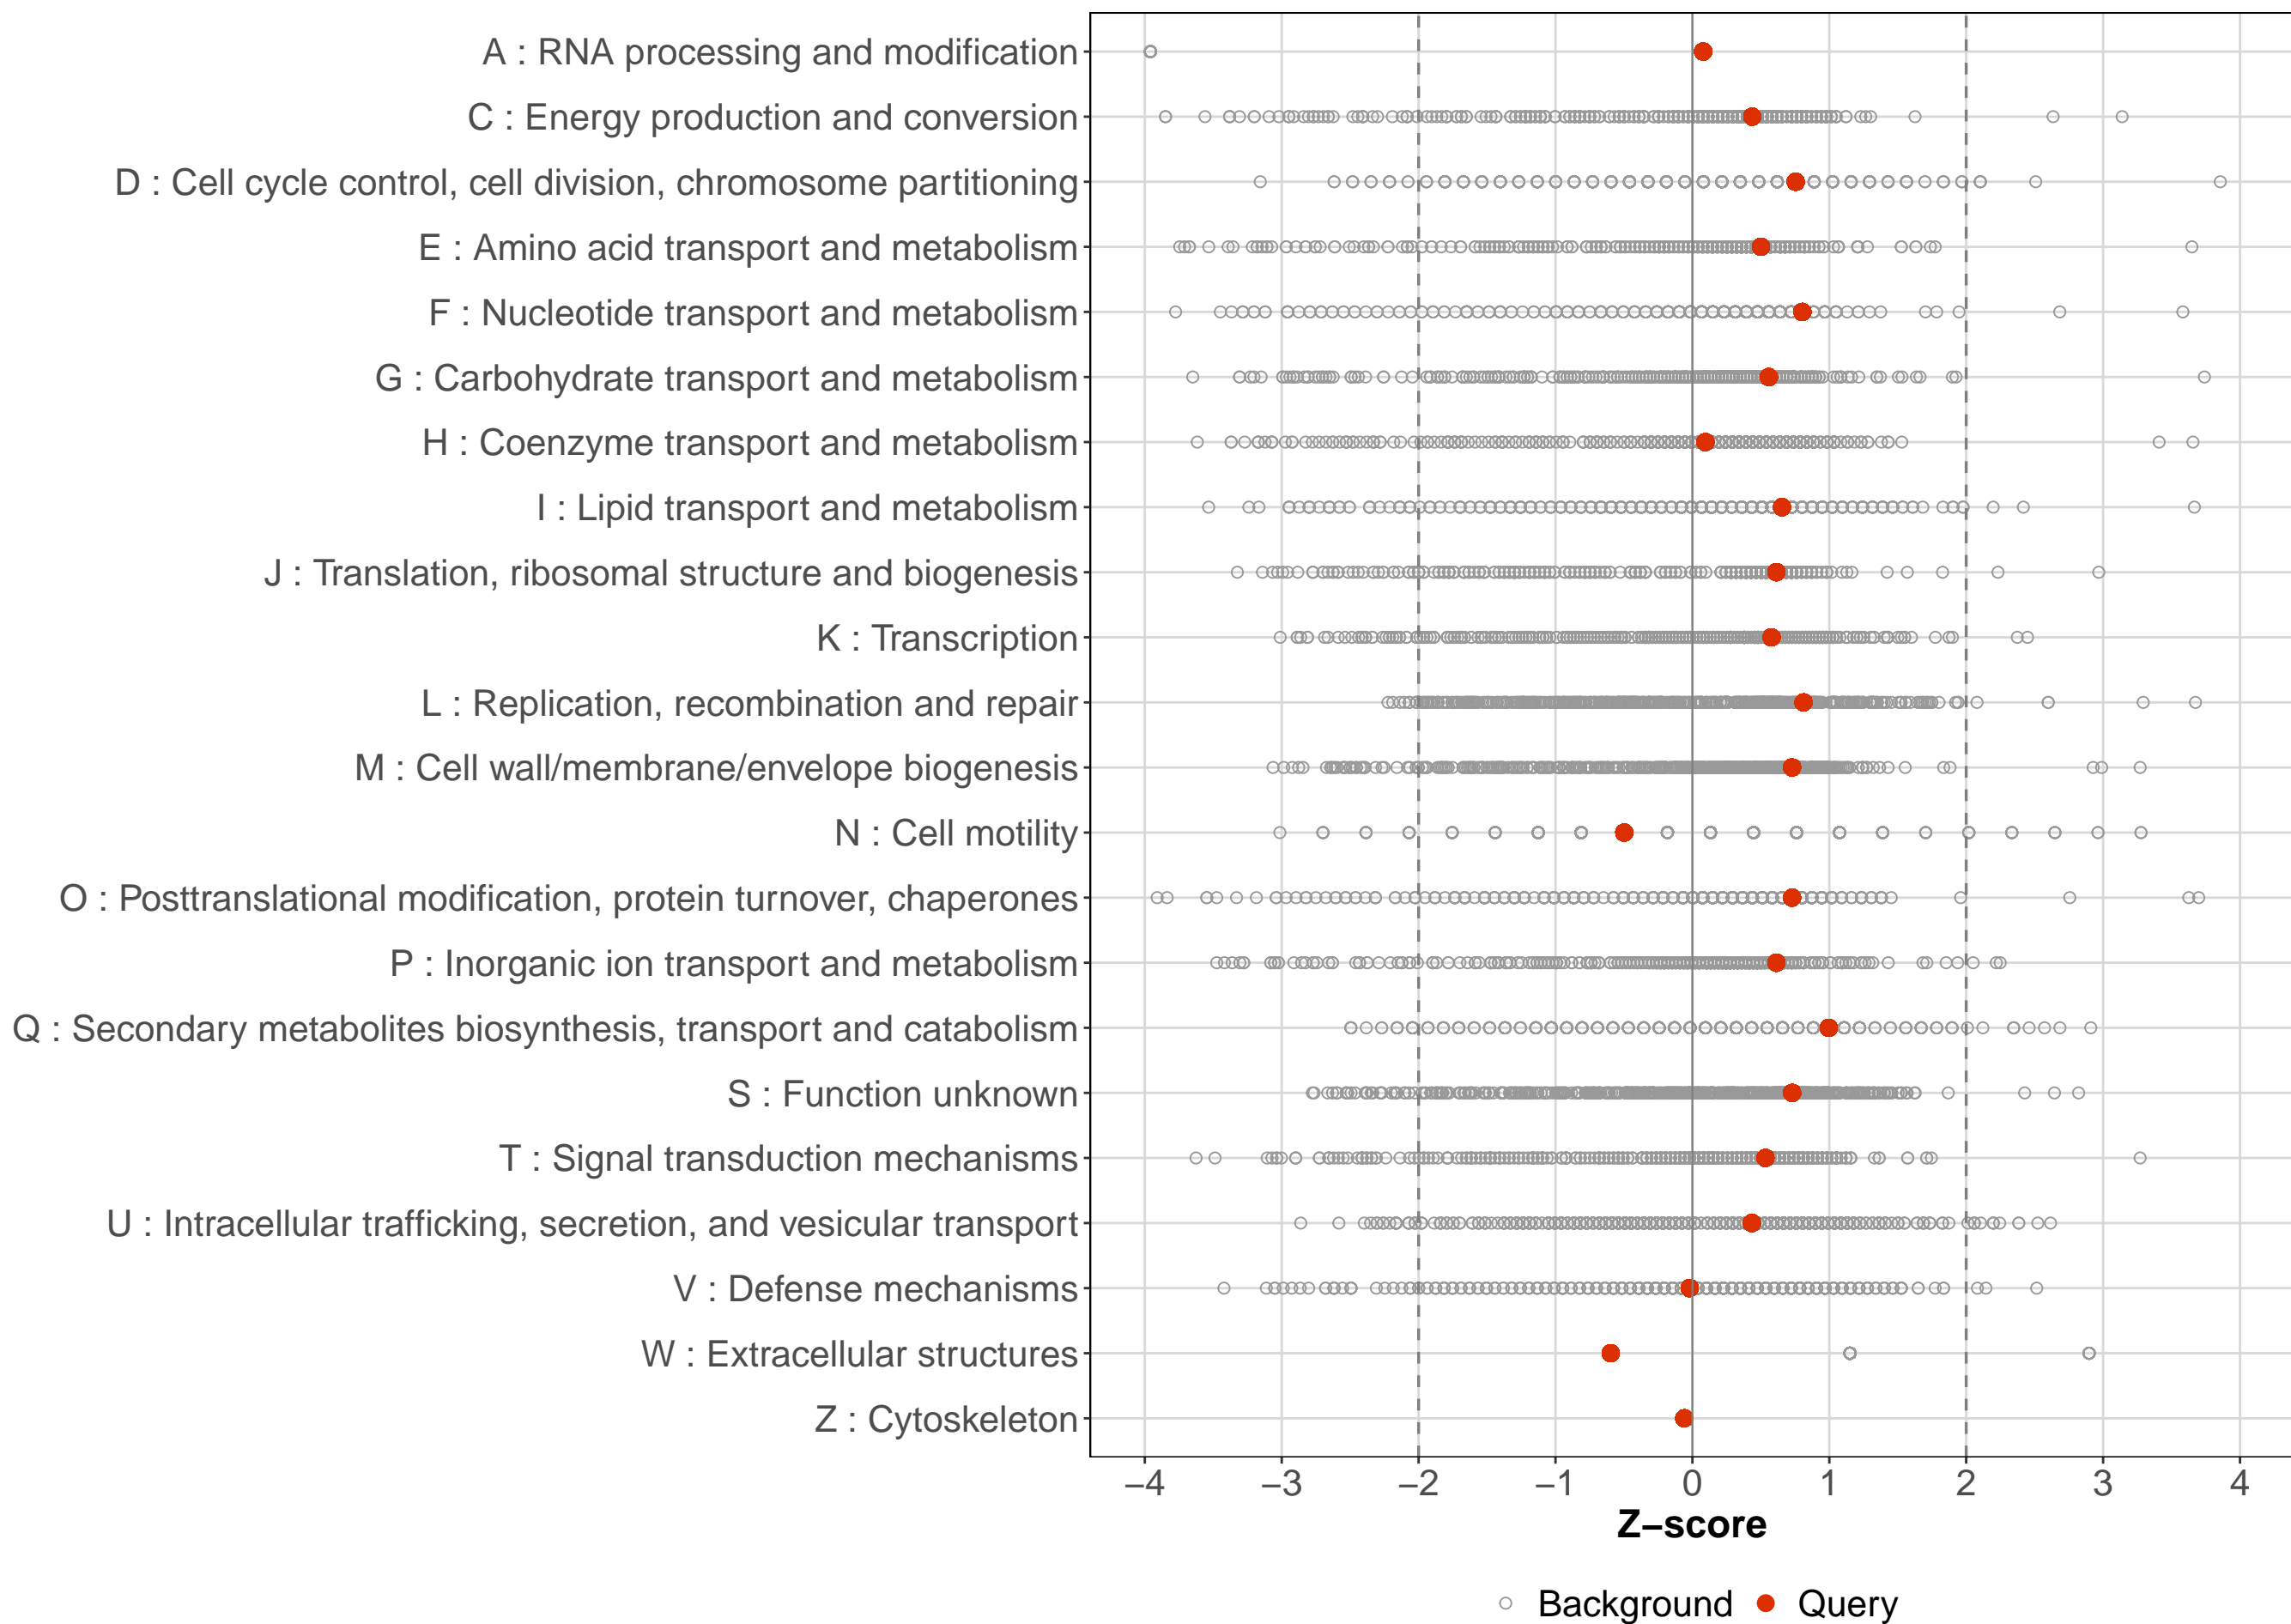 A : RNA processing and modification
C : Energy production and conversion
D : Cell cycle control, cell division, chromosome partitioning
E : Amino acid transport and metabolism
F : Nucleotide transport and metabolism
G : Carbohydrate transport and metabolism
H : Coenzyme transport and metabolism
I : Lipid transport and metabolism
J : Translation, ribosomal structure and biogenesis
K : Transcription
L : Replication, recombination and repair
M : Cell wall/membrane/envelope biogenesis
N : Cell motility
O : Posttranslational modification, protein turnover, chaperones
P : Inorganic ion transport and metabolism
Q : Secondary metabolites biosynthesis, transport and catabolism
S : Function unknown
T : Signal transduction mechanisms
U : Intracellular trafficking, secretion, and vesicular transport
V : Defense mechanisms
W : Extracellular structures
Z : Cytoskeleton
−4 −3 −2 −1 0 1 2 3 4
Z−score
Background Query